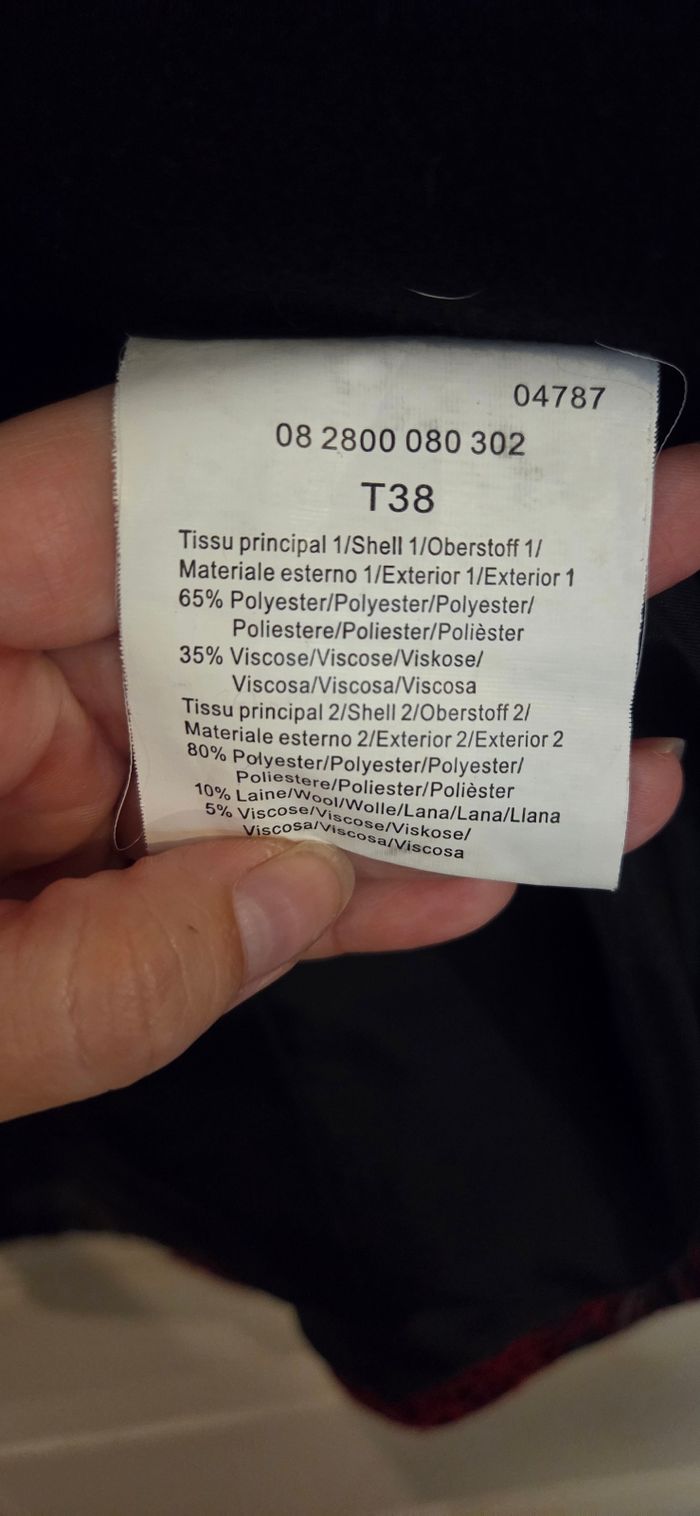 04787
08 2800 080 302
T38
Tissu principal 1/Shell 1/Oberstoff 1/
Materiale esterno 1/Exterior 1/Exterior 1
65% Polyester/Polyester/Polyester/
Poliestere/Poliester/Polièster
35% Viscose/Viscose/Viskose/
Viscosa/Viscosa/Viscosa
Tissu principal 2/Shell 2/Oberstoff 2/
Materiale esterno 2/Exterior 2/Exterior 2
80% Polyester/Polyester/Polyester/
Poliestere/Poliester/Polièster
10% Laine/Wool/Wolle/Lana/Lana/Llana
5% Viscose/Viscose/Viskose/
Viscosa/Viscosa/Viscosa